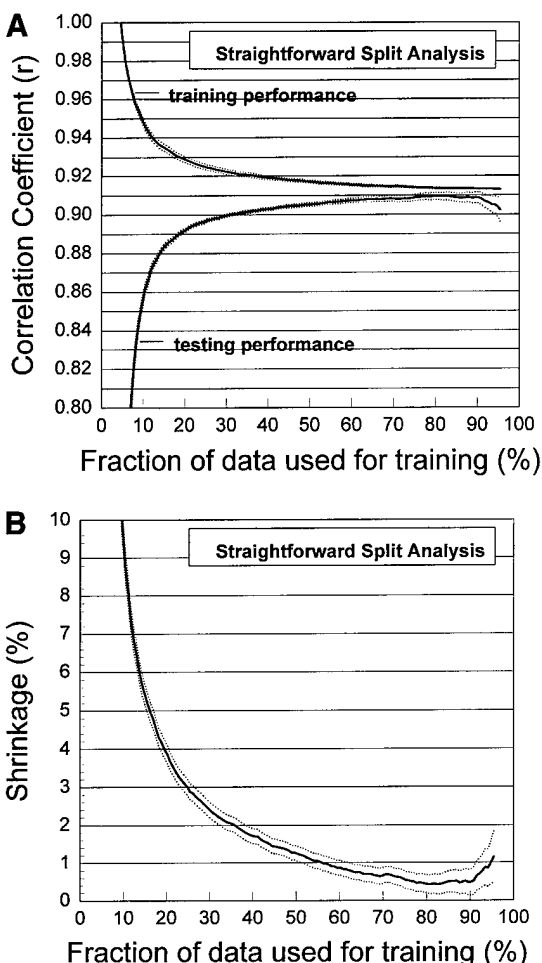 A
Straightforward Split Analysis
Correlation Coefficient (r)
1.00
0.98
0.96
0.94
0.92
0.90
0.88
0.86
0.84
0.82
0.80
training performance
testing performance
0 10 20 30 40 50 60 70 80 90 100
Fraction of data used for training (%)
B
Straightforward Split Analysis
Shrinkage (%)
10
9
8
7
6
5
4
3
2
1
0
0 10 20 30 40 50 60 70 80 90 100
Fraction of data used for training (%)